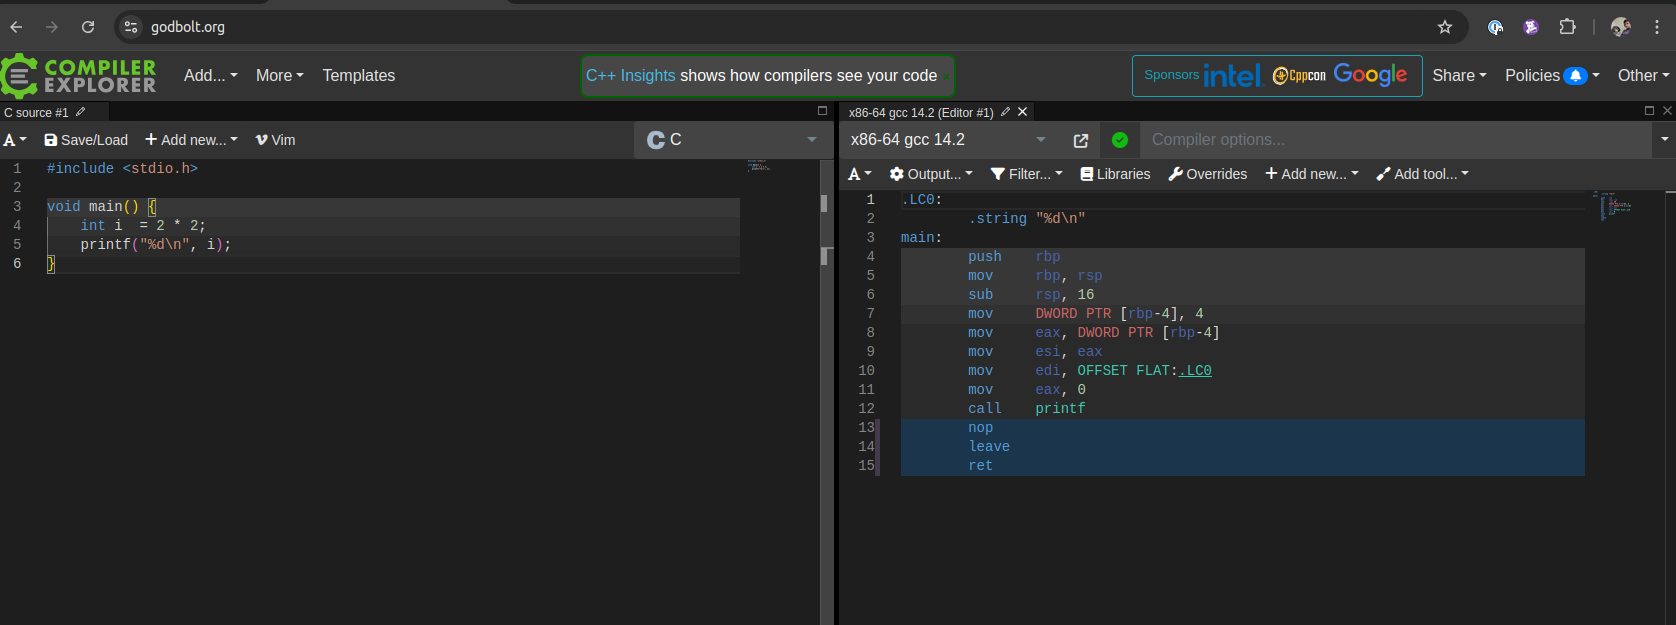 godbolt.org
COMPILER
EXPLORER
Add...
More
Templates
C++ Insights shows how compilers see your code ×
Sponsors intel. Cppcon Google
Share
Policies
Other
C source #1
A
Save/Load
+ Add new...
Vim
C
1 #include <stdio.h>
2
3 void main() {
4     int i  = 2 * 2;
5     printf("%d\n", i);
6 }
x86-64 gcc 14.2 (Editor #1)
x86-64 gcc 14.2
Compiler options...
A
Output...
Filter...
Libraries
Overrides
+ Add new...
Add tool...
1 .LC0:
2         .string "%d\n"
3 main:
4         push    rbp
5         mov     rbp, rsp
6         sub     rsp, 16
7         mov     DWORD PTR [rbp-4], 4
8         mov     eax, DWORD PTR [rbp-4]
9         mov     esi, eax
10         mov     edi, OFFSET FLAT:.LC0
11         mov     eax, 0
12         call    printf
13         nop
14         leave
15         ret